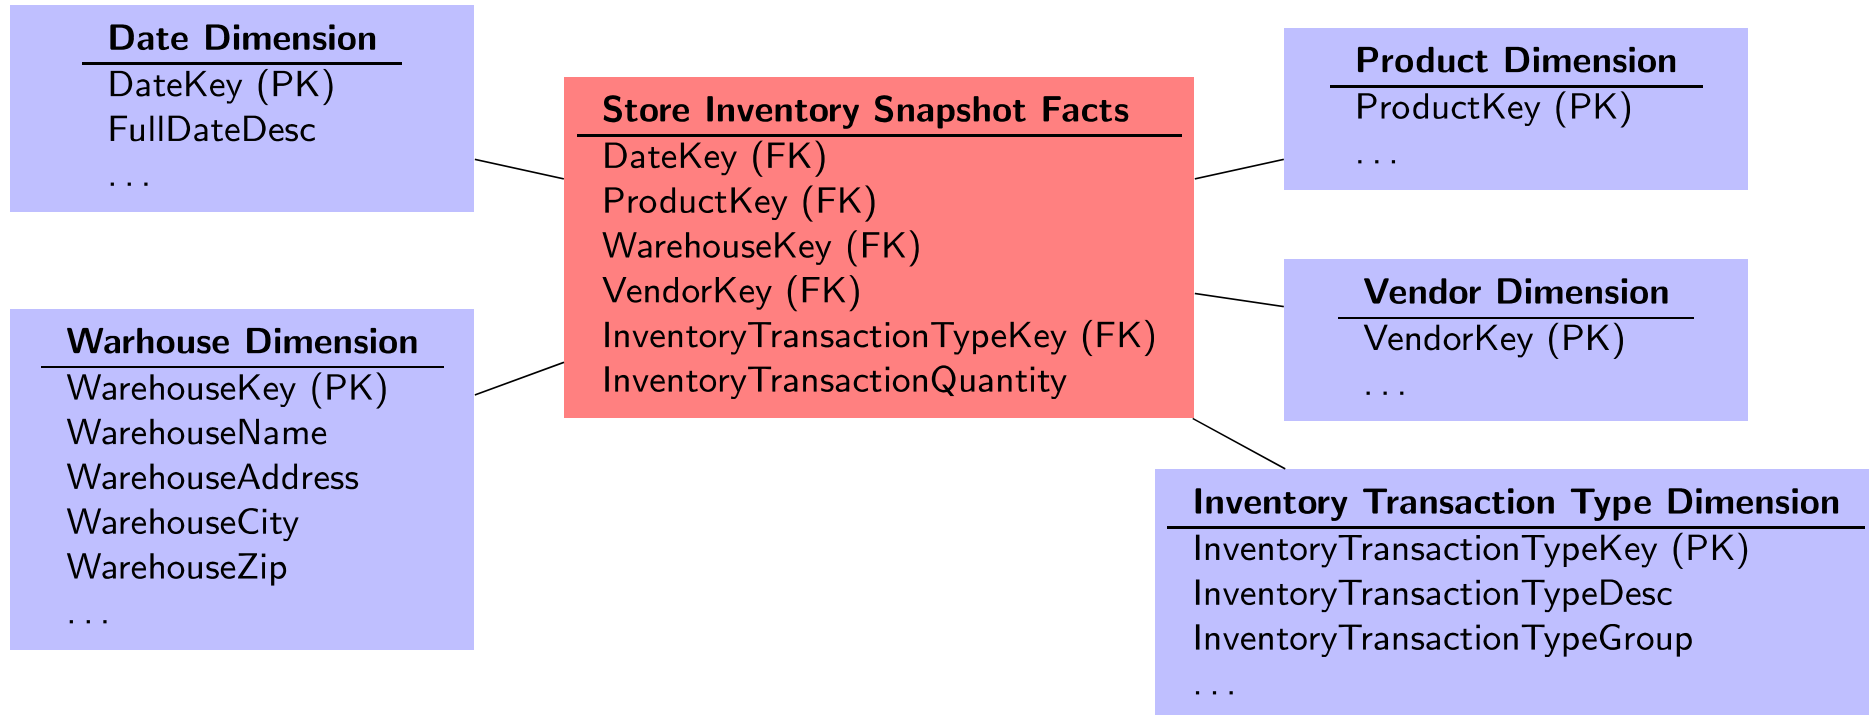 Date Dimension
DateKey (PK)
FullDateDesc
...
Warhouse Dimension
WarehouseKey (PK)
WarehouseName
WarehouseAddress
WarehouseCity
WarehouseZip
...
Store Inventory Snapshot Facts
DateKey (FK)
ProductKey (FK)
WarehouseKey (FK)
VendorKey (FK)
InventoryTransactionTypeKey (FK)
InventoryTransactionQuantity
Product Dimension
ProductKey (PK)
...
Vendor Dimension
VendorKey (PK)
...
Inventory Transaction Type Dimension
InventoryTransactionTypeKey (PK)
InventoryTransactionTypeDesc
InventoryTransactionTypeGroup
...